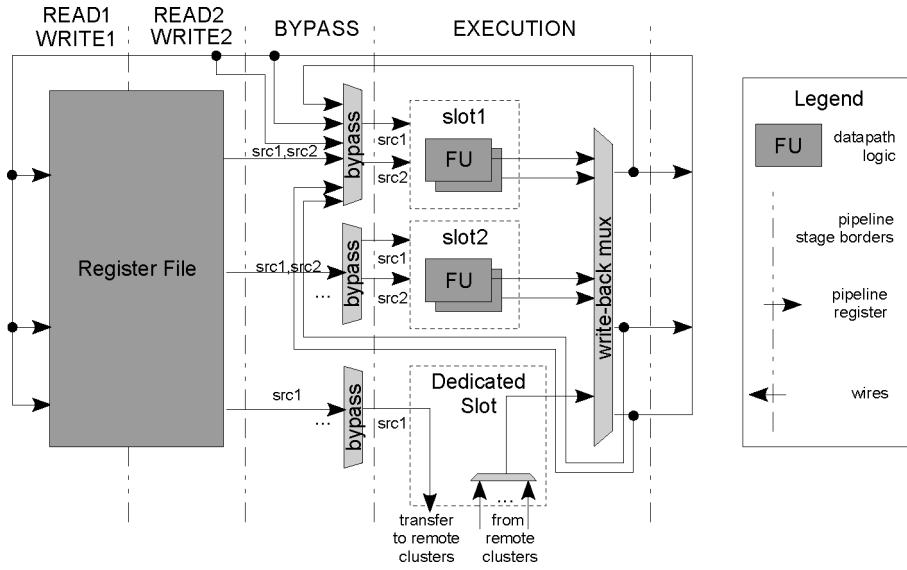 READ1
WRITE1
READ2
WRITE2
BYPASS
EXECUTION
Register File
src1,src2
bypass
src1
src2
slot1
FU
src1,src2
...
bypass
src1
src2
slot2
FU
write-back mux
src1
...
bypass
src1
Dedicated
Slot
...
transfer
to remote
clusters
from
remote
clusters
Legend
FU
datapath
logic
pipeline
stage borders
pipeline
register
wires